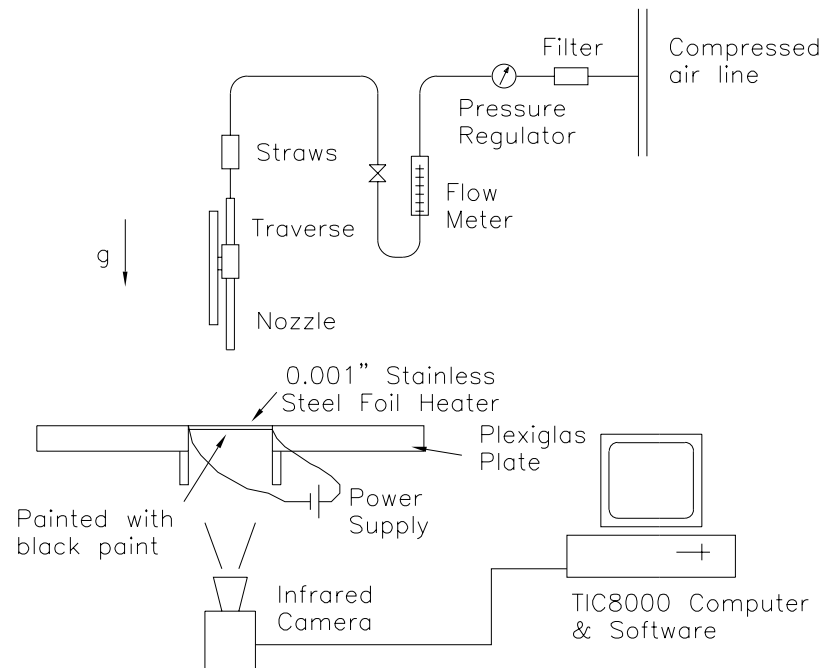 Filter
Compressed
air line
Pressure
Regulator
Straws
Flow
Meter
Traverse
g
Nozzle
0.001” Stainless
Steel Foil Heater
Plexiglas
Plate
Painted with
black paint
Power
Supply
Infrared
Camera
TIC8000 Computer
& Software